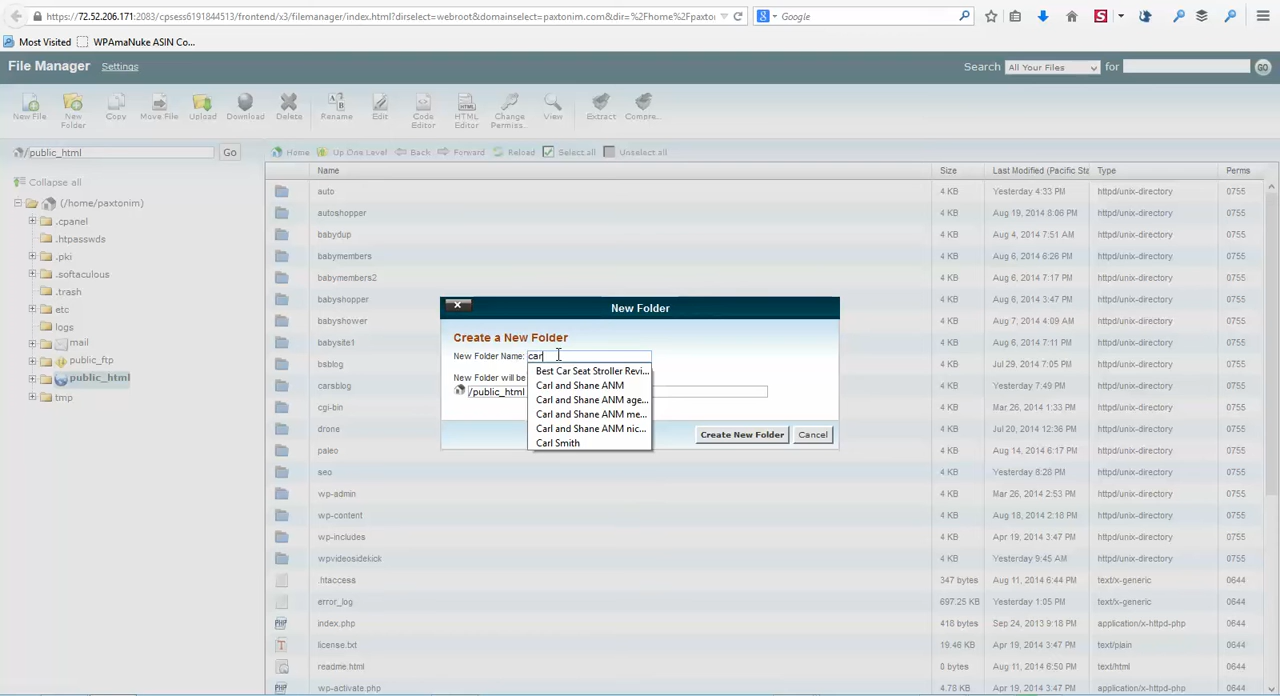 https://72.52.206.171:2083/cpsess6191844513/frontend/x3/filemanager/index.html?dirselect=webroot&domainselect=paxtonim.com&dir=%2Fhome%2Fpaxtoni
Google
Most Visited WPAmaNuke ASIN Co...
File Manager Settings
Search All Your Files for GO
New File New Folder Copy Move File Upload Download Delete Rename Edit Code Editor HTML Editor Change Permiss... View Extract Compre...
/public_html Go
Home Up One Level Back Forward Reload Select all Unselect all
Collapse all
(/home/paxtonim)
.cpanel
.htpasswds
.pki
.softaculous
.trash
etc
logs
mail
public_ftp
public_html
tmp
Name Size Last Modified (Pacific Sta Type Perms
auto 4 KB Yesterday 4:33 PM httpd/unix-directory 0755
autoshopper 4 KB Aug 19, 2014 8:06 PM httpd/unix-directory 0755
babydup 4 KB Aug 4, 2014 7:51 AM httpd/unix-directory 0755
babymembers 4 KB Aug 6, 2014 6:26 PM httpd/unix-directory 0755
babymembers2 4 KB Aug 6, 2014 7:17 PM httpd/unix-directory 0755
babyshopper 4 KB Aug 6, 2014 3:47 PM httpd/unix-directory 0755
babyshower 4 KB Aug 7, 2014 4:09 PM httpd/unix-directory 0755
babysite1 4 KB Aug 6, 2014 3:17 PM httpd/unix-directory 0755
bsblog 4 KB Aug 6, 2014 4:35 PM httpd/unix-directory 0755
carsblog 4 KB Yesterday 7:49 PM httpd/unix-directory 0755
cgi-bin 4 KB Mar 26, 2014 3:13 PM httpd/unix-directory 0755
drone 4 KB Jul 20, 2014 12:36 PM httpd/unix-directory 0755
paleo 4 KB Aug 14, 2014 6:17 PM httpd/unix-directory 0755
seo 4 KB Yesterday 8:28 PM httpd/unix-directory 0755
wp-admin 4 KB Mar 26, 2014 2:53 PM httpd/unix-directory 0755
wp-content 4 KB Aug 18, 2014 2:18 PM httpd/unix-directory 0755
wp-includes 4 KB Apr 19, 2014 3:47 PM httpd/unix-directory 0755
wpvideosidekick 4 KB Yesterday 9:45 AM httpd/unix-directory 0755
.htaccess 347 bytes Aug 11, 2014 6:44 PM text/x-generic 0644
error_log 697.25 KB Yesterday 1:05 PM text/x-generic 0644
index.php 418 bytes Sep 24, 2013 9:18 PM application/x-httpd-php 0644
license.txt 19.46 KB Apr 19, 2014 3:47 PM text/plain 0644
readme.html 0 bytes Aug 11, 2014 6:50 PM text/html 0644
wp-activate.php 4.78 KB Apr 19, 2014 3:47 PM application/x-httpd-php 0644
New Folder
Create a New Folder
New Folder Name: car
New Folder will be
/public_html
Best Car Seat Stroller Revi...
Carl and Shane ANM
Carl and Shane ANM age...
Carl and Shane ANM me...
Carl and Shane ANM nic...
Carl Smith
Create New Folder Cancel